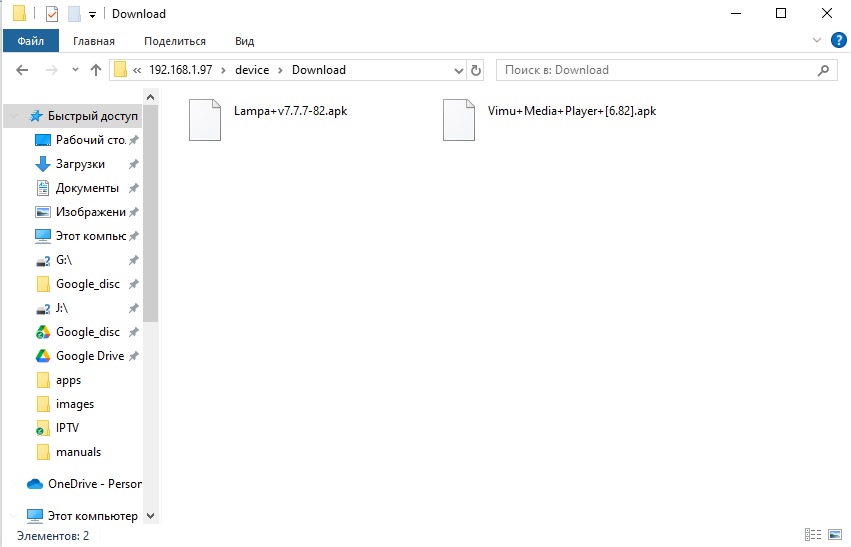 Download
Файл Главная Поделиться Вид
« 192.168.1.97 > device > Download
Поиск в: Download
Быстрый доступ
Рабочий сто.
Загрузки
Документы
Изображени
Этот компьк
G:\
Google_disc
J:\
Google_disc
Google Drive
apps
images
IPTV
manuals
OneDrive - Person
Этот компьютер
Lampa+v7.7.7-82.apk
Vimu+Media+Player+[6.82].apk
Элементов: 2